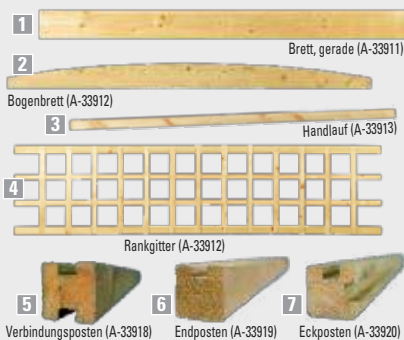 1
Brett, gerade (A-33911)
2
Bogenbrett (A-33912)
3
Handlauf (A-33913)
4
Rankgitter (A-33912)
5
6
7
Verbindungsposten (A-33918)
Endposten (A-33919)
Eckposten (A-33920)